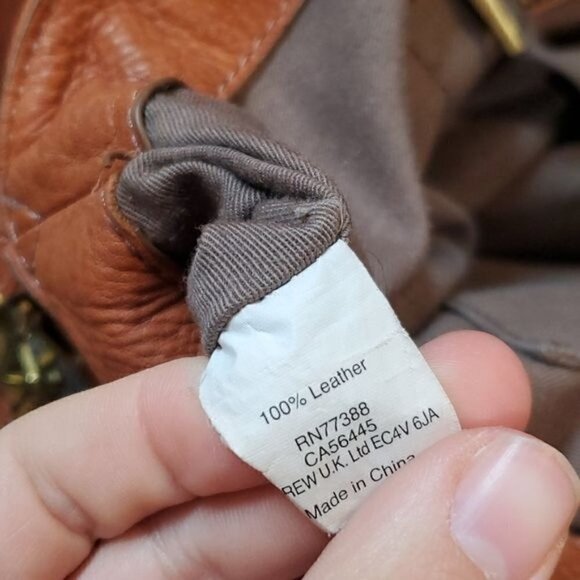 100% Leather
RN77388
CA56445
REW U.K. Ltd EC4V 6JA
Made in China